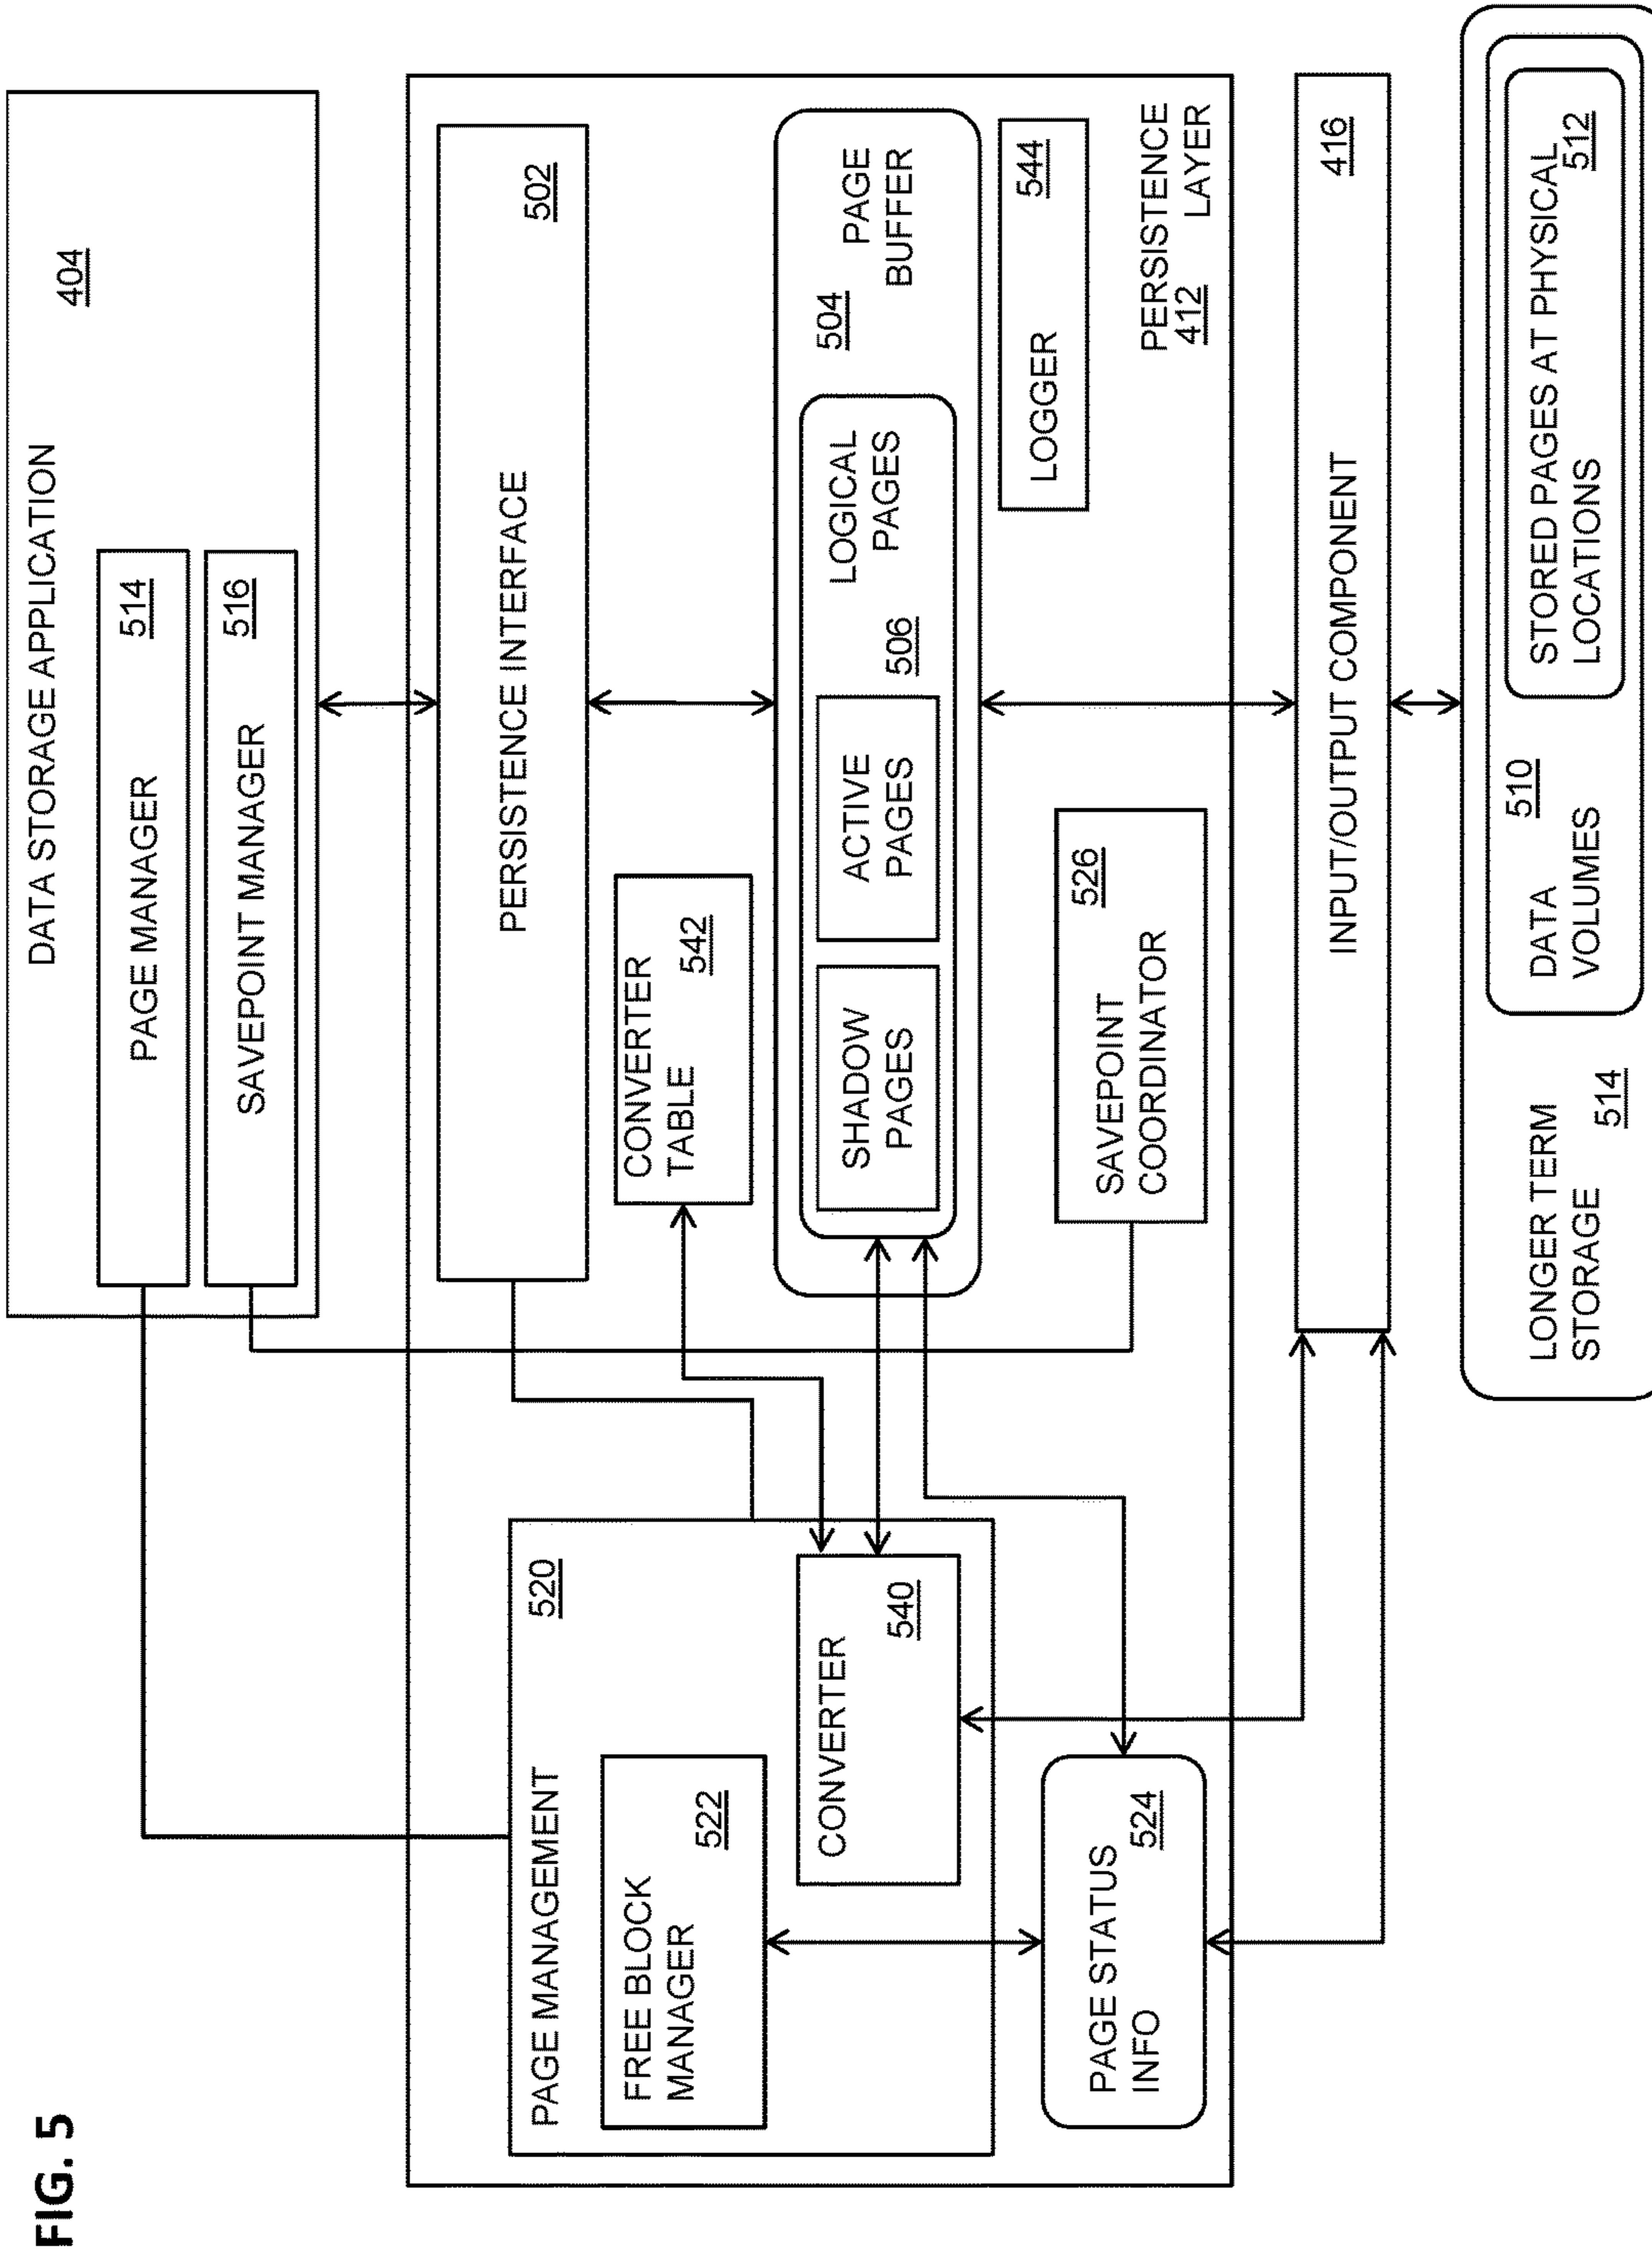 FIG. 5
DATA STORAGE APPLICATION
404
PAGE MANAGER
514
SAVEPOINT MANAGER
516
PERSISTENCE INTERFACE
502
PAGE MANAGEMENT
520
FREE BLOCK
MANAGER
522
CONVERTER
540
CONVERTER
TABLE
542
PAGE
BUFFER
504
LOGICAL
PAGES
506
SHADOW
PAGES
ACTIVE
PAGES
PAGE STATUS
INFO
524
SAVEPOINT
COORDINATOR
526
LOGGER
544
PERSISTENCE
LAYER
412
INPUT/OUTPUT COMPONENT
416
LONGER TERM
STORAGE
514
DATA
VOLUMES
510
STORED PAGES AT PHYSICAL
LOCATIONS
512